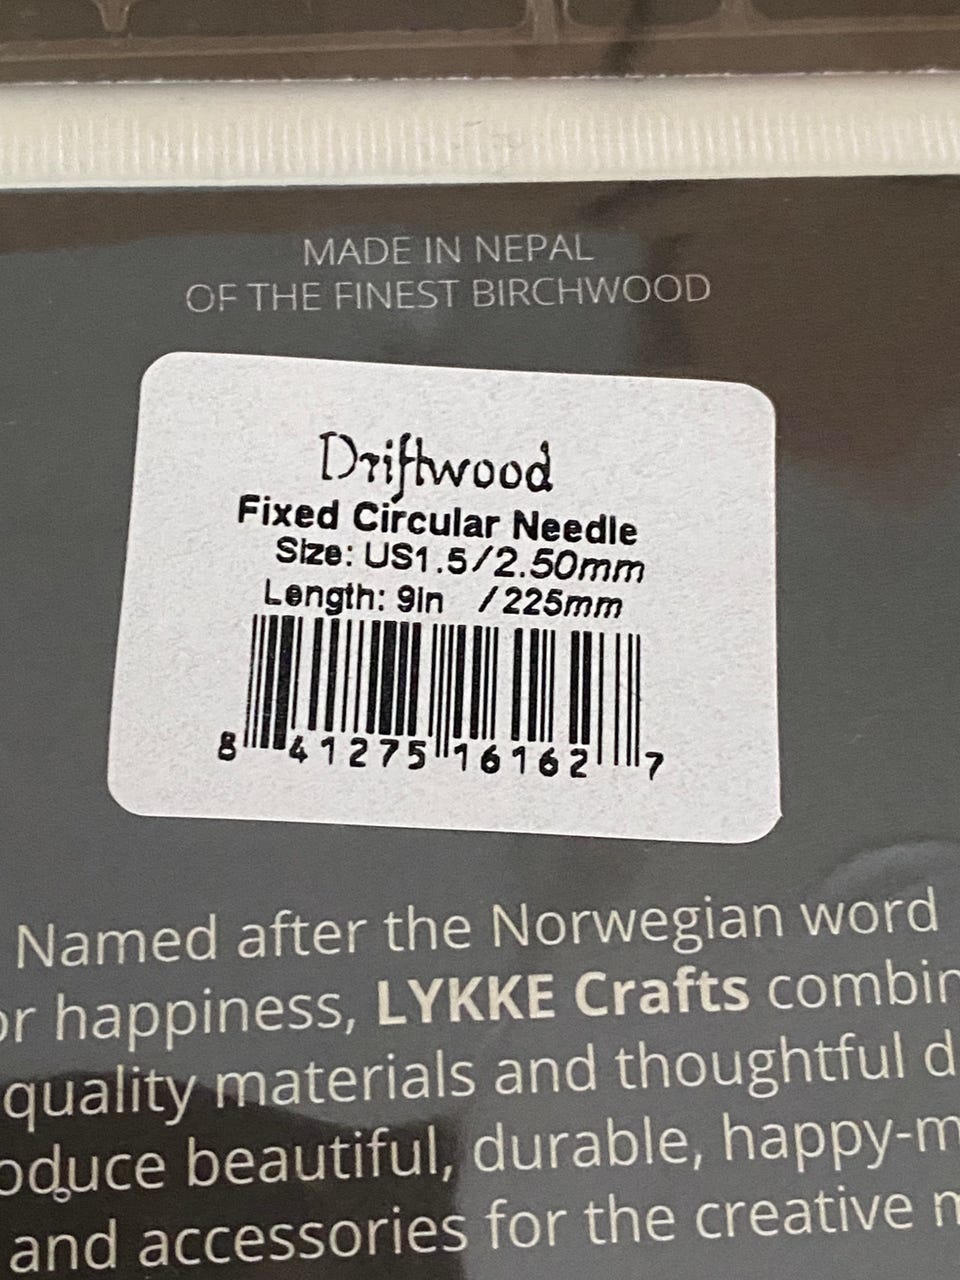 MADE IN NEPAL
OF THE FINEST BIRCHWOOD
Driftwood
Fixed Circular Needle
Size: US1.5/2.50mm
Length: 9in /225mm
8 41275 16162 7
Named after the Norwegian word
happiness, LYKKE Crafts
quality materials and thoughtful
beautiful, durable,
and accessories for the creative